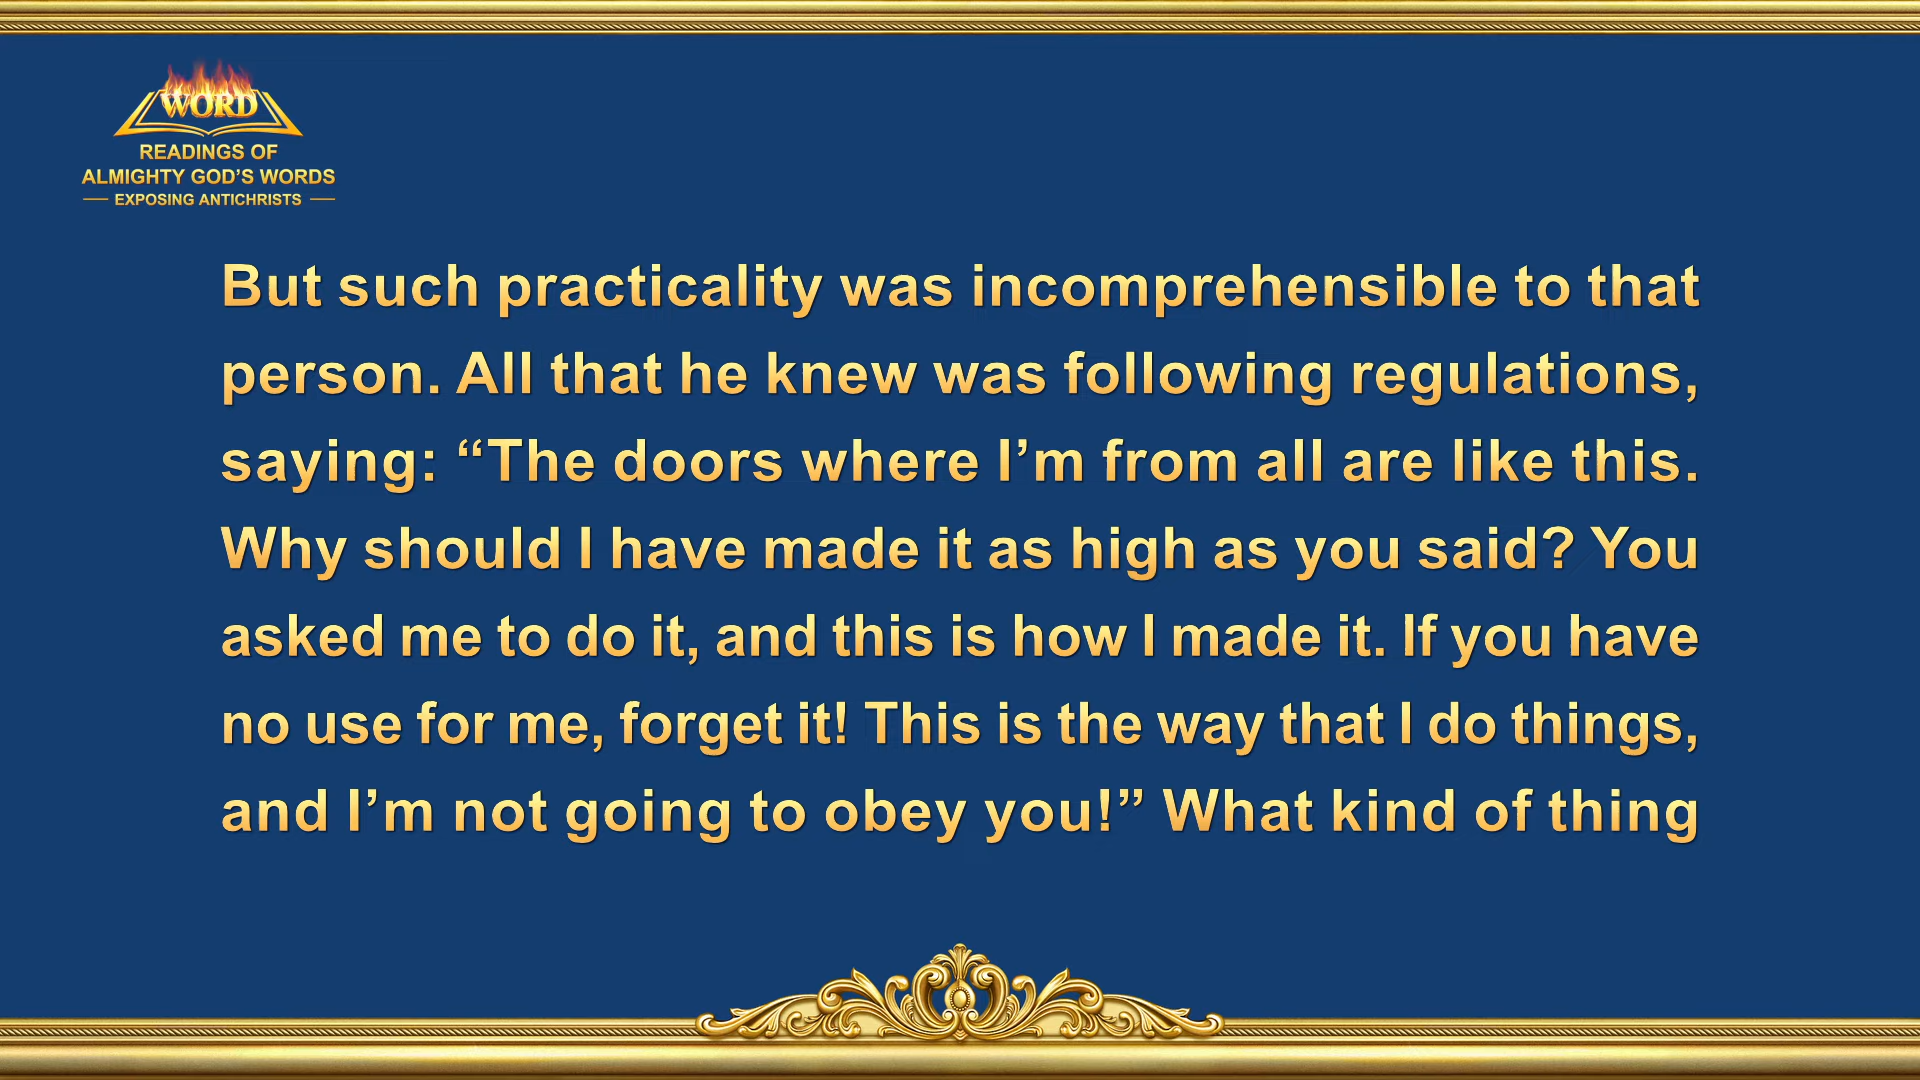 WORD
READINGS OF
ALMIGHTY GOD’S WORDS
EXPOSING ANTICHRISTS
But such practicality was incomprehensible to that
person. All that he knew was following regulations,
saying: “The doors where I’m from all are like this.
Why should I have made it as high as you said? You
asked me to do it, and this is how I made it. If you have
no use for me, forget it! This is the way that I do things,
and I’m not going to obey you!” What kind of thing